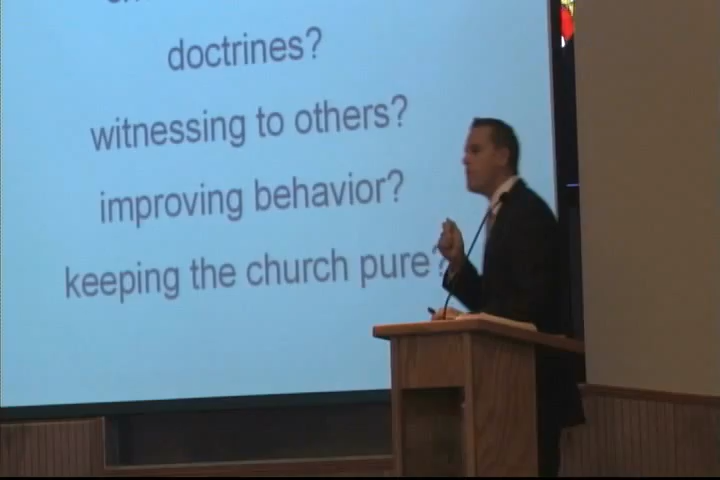 doctrines?
witnessing to others?
improving behavior?
keeping the church pure?